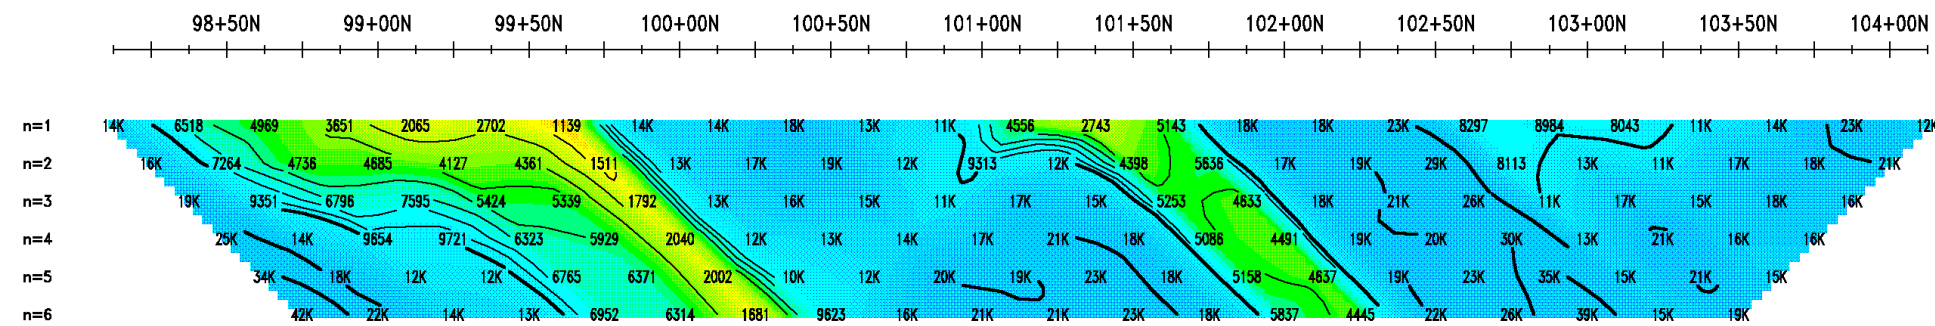 98+50N 99+00N 99+50N 100+00N 100+50N 101+00N 101+50N 102+00N 102+50N 103+00N 103+50N 104+00N
n=1 14K 6518 4969 3651 2065 2702 1139 14K 14K 18K 13K 11K 4556 2743 5143 18K 18K 23K 8297 8984 8043 11K 14K 23K 12K
n=2 16K 7264 4736 4685 4127 4361 1511 13K 17K 19K 12K 9313 12K 4398 5636 17K 19K 29K 8113 13K 11K 17K 18K 21K
n=3 19K 9351 6796 7595 5424 5339 1792 13K 16K 15K 11K 17K 15K 5253 4633 18K 21K 26K 11K 17K 15K 18K 16K
n=4 25K 14K 9654 9721 6323 5929 2040 12K 13K 14K 17K 21K 18K 5086 4491 19K 20K 30K 13K 21K 16K 16K
n=5 34K 18K 12K 12K 6765 6371 2002 10K 12K 20K 19K 23K 18K 5158 4637 19K 23K 35K 15K 21K 15K
n=6 42K 22K 14K 13K 6952 6314 1681 9623 16K 21K 21K 23K 18K 5837 4445 22K 26K 39K 15K 19K